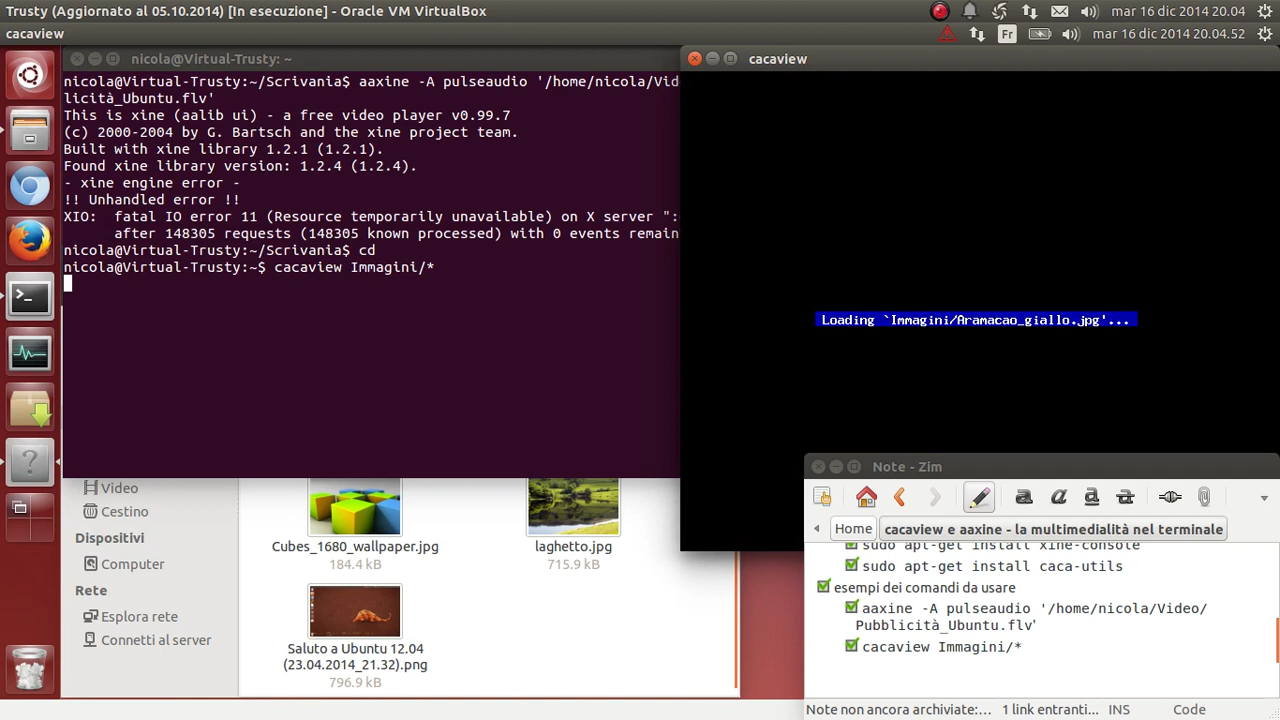 Trusty (Aggiornato al 05.10.2014) [In esecuzione] - Oracle VM VirtualBox
mar 16 dic 2014 20.04
cacaview
Fr
mar 16 dic 2014 20.04.52
nicola@Virtual-Trusty: ~
nicola@Virtual-Trusty:~/Scrivania$ aaxine -A pulseaudio '/home/nicola/Vid
licità_Ubuntu.flv'
This is xine (aalib ui) - a free video player v0.99.7
(c) 2000-2004 by G. Bartsch and the xine project team.
Built with xine library 1.2.1 (1.2.1).
Found xine library version: 1.2.4 (1.2.4).
- xine engine error -
!! Unhandled error !!
XIO:  fatal IO error 11 (Resource temporarily unavailable) on X server ":
      after 148305 requests (148305 known processed) with 0 events remain
nicola@Virtual-Trusty:~/Scrivania$ cd
nicola@Virtual-Trusty:~$ cacaview Immagini/*
cacaview
Loading `Immagini/Aramacao_giallo.jpg'...
Video
Cestino
Dispositivi
Computer
Rete
Esplora rete
Connetti al server
Cubes_1680_wallpaper.jpg
184.4 kB
laghetto.jpg
715.9 kB
Saluto a Ubuntu 12.04
(23.04.2014_21.32).png
796.9 kB
Note - Zim
Home
cacaview e aaxine - la multimedialità nel terminale
sudo apt-get install xine-console
sudo apt-get install caca-utils
esempi dei comandi da usare
aaxine -A pulseaudio '/home/nicola/Video/
Pubblicità_Ubuntu.flv'
cacaview Immagini/*
Note non ancora archiviate:...
1 link entranti...
INS
Code